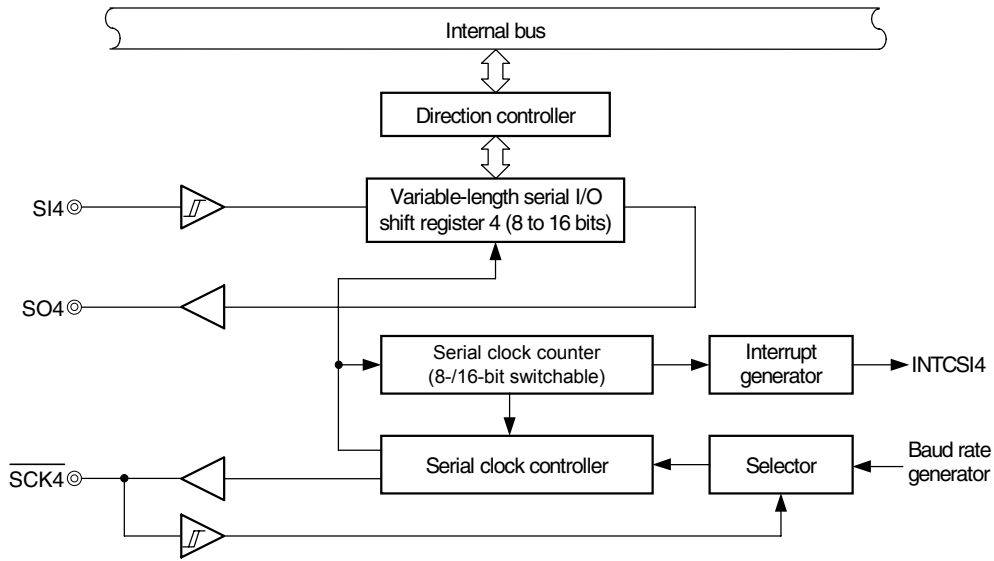 Internal bus
Direction controller
SI4
Variable-length serial I/O
shift register 4 (8 to 16 bits)
SO4
Serial clock counter
(8-/16-bit switchable)
Interrupt
generator
INTCSI4
SCK4
Serial clock controller
Selector
Baud rate
generator